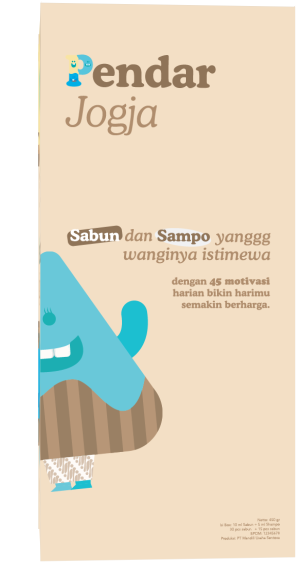 Pendar
Jogja
Sabun dan Sampo yanggg
wanginya istimewa
dengan 45 motivasi
harian bikin harimu
semakin berharga.